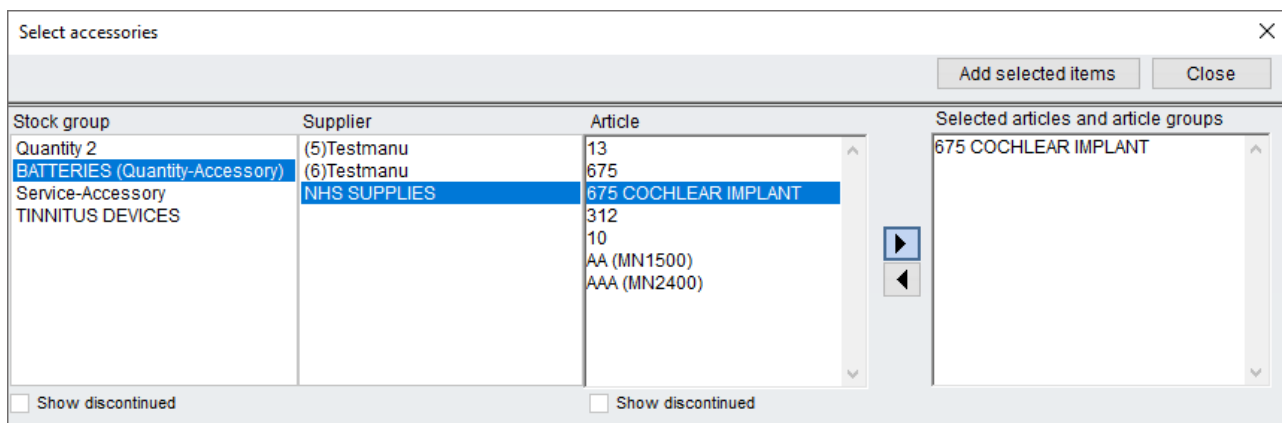 Select accessories
Add selected items
Close
Stock group
Supplier
Article
Selected articles and article groups
Quantity 2
BATTERIES (Quantity-Accessory)
Service-Accessory
TINNITUS DEVICES
(5)Testmanu
(6)Testmanu
NHS SUPPLIES
13
675
675 COCHLEAR IMPLANT
312
10
AA (MN1500)
AAA (MN2400)
675 COCHLEAR IMPLANT
Show discontinued
Show discontinued